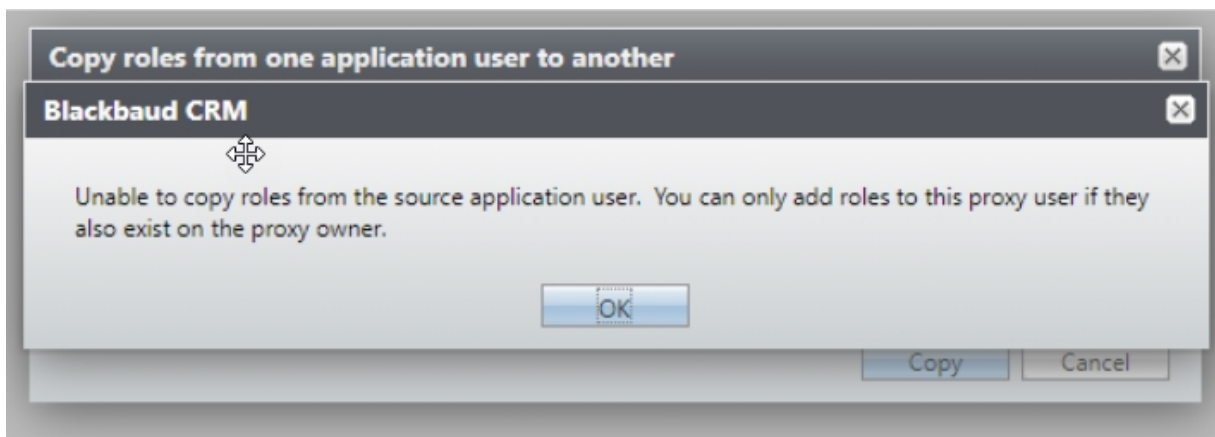 Copy roles from one application user to another
Blackbaud CRM
Unable to copy roles from the source application user.  You can only add roles to this proxy user if they
also exist on the proxy owner.
OK
Copy
Cancel